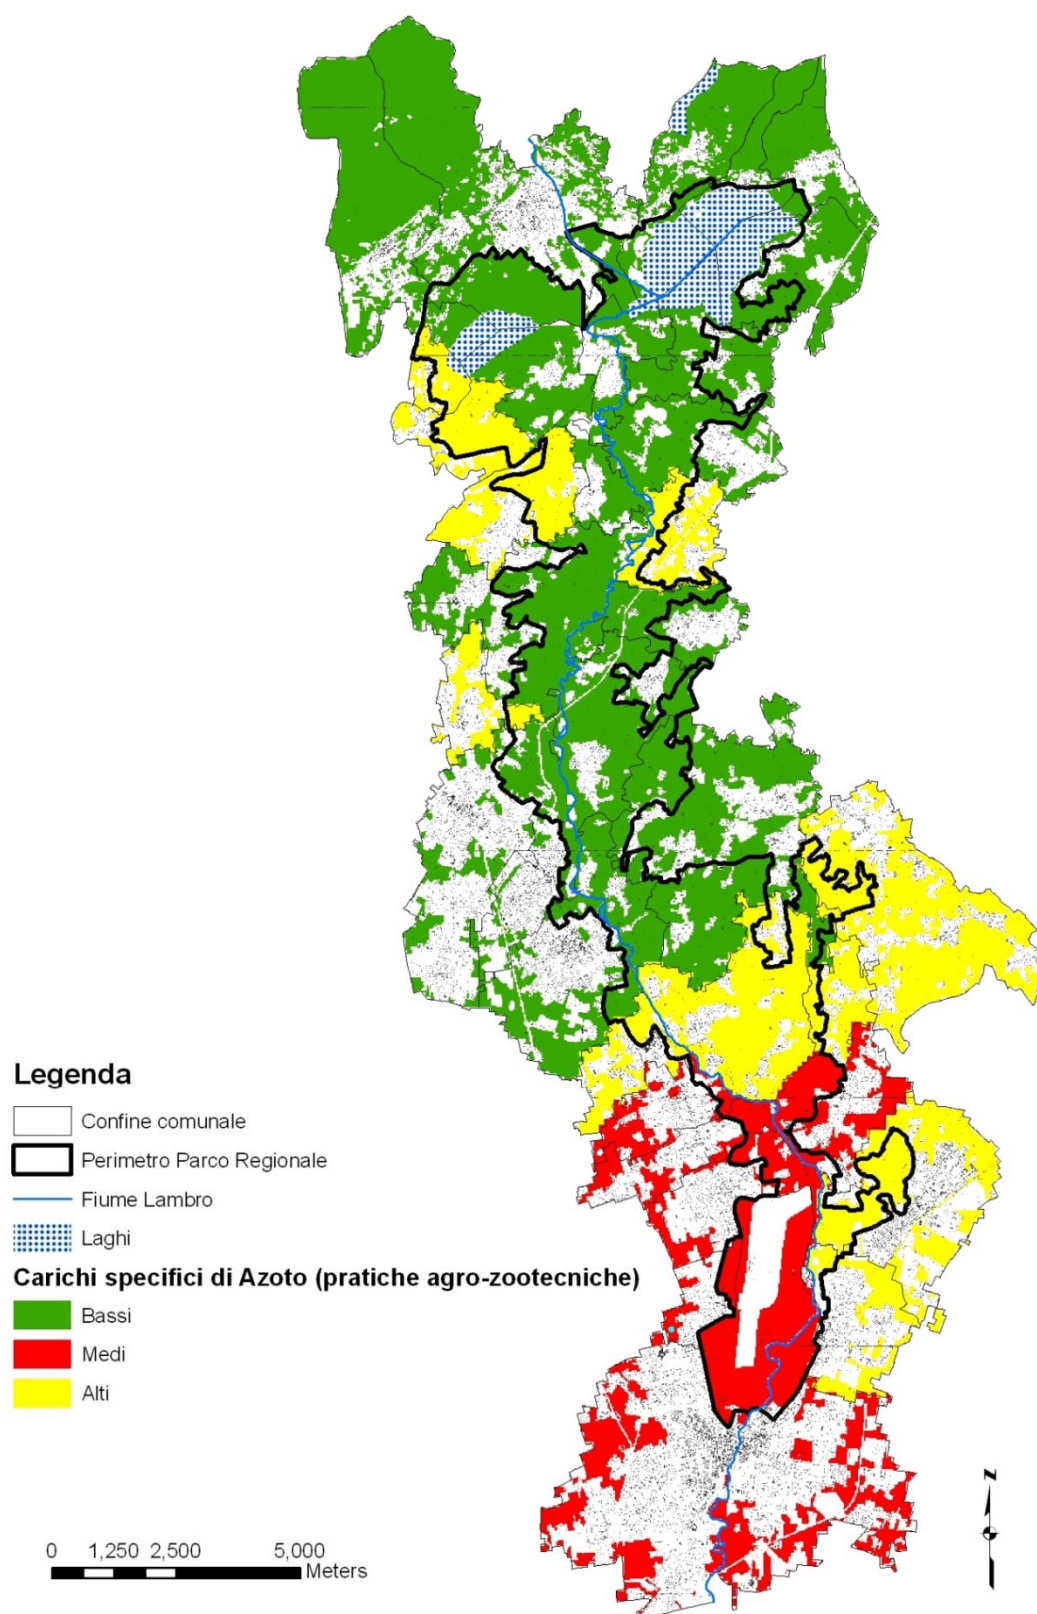 Legenda
Confine comunale
Perimetro Parco Regionale
Fiume Lambro
Laghi
Carichi specifici di Azoto (pratiche agro-zootecniche)
Bassi
Medi
Alti
0 1,250 2,500 5,000
Meters
N